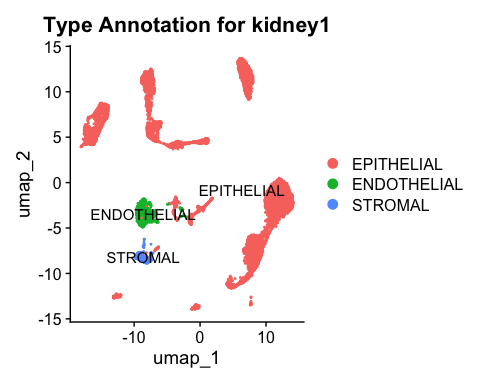 Type Annotation for kidney1
15
10
5
0
-5
-10
-15
umap_2
EPITHELIAL
ENDOTHELIAL
STROMAL
-10
0
10
umap_1
EPITHELIAL
ENDOTHELIAL
STROMAL